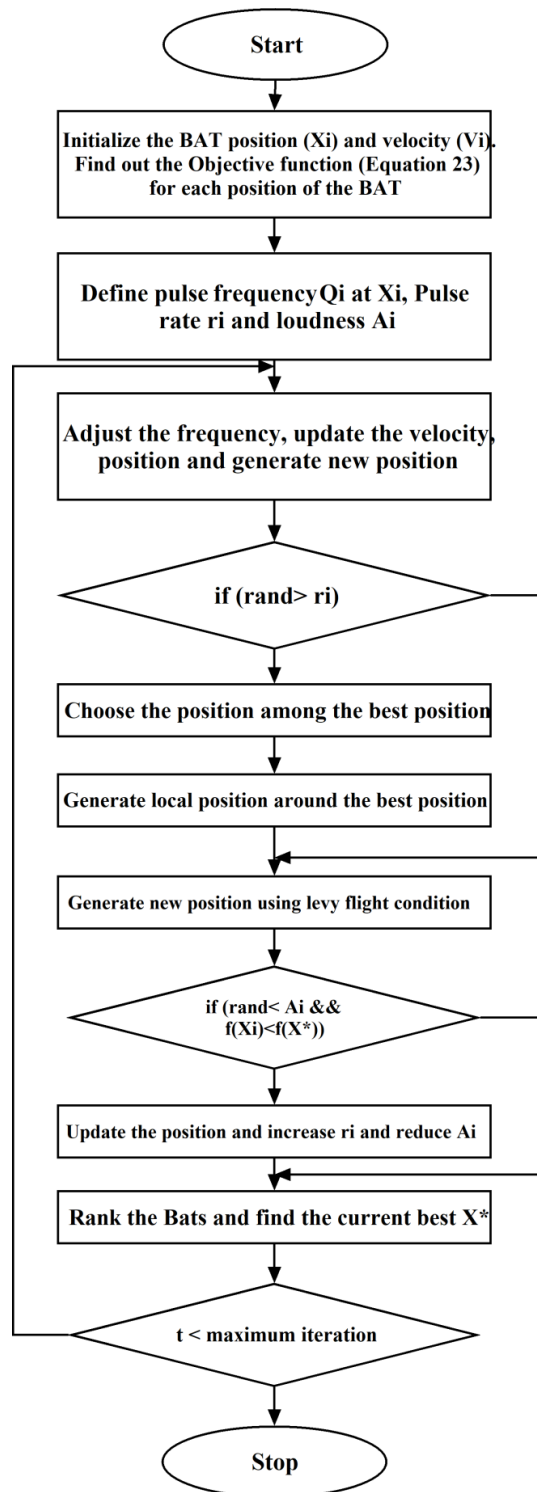 Start
Initialize the BAT position (Xi) and velocity (Vi).
Find out the Objective function (Equation 23)
for each position of the BAT
Define pulse frequency Qi at Xi, Pulse
rate ri and loudness Ai
Adjust the frequency, update the velocity,
position and generate new position
if (rand> ri)
Choose the position among the best position
Generate local position around the best position
Generate new position using levy flight condition
if (rand< Ai &&
f(Xi)<f(X*))
Update the position and increase ri and reduce Ai
Rank the Bats and find the current best X*
t < maximum iteration
Stop